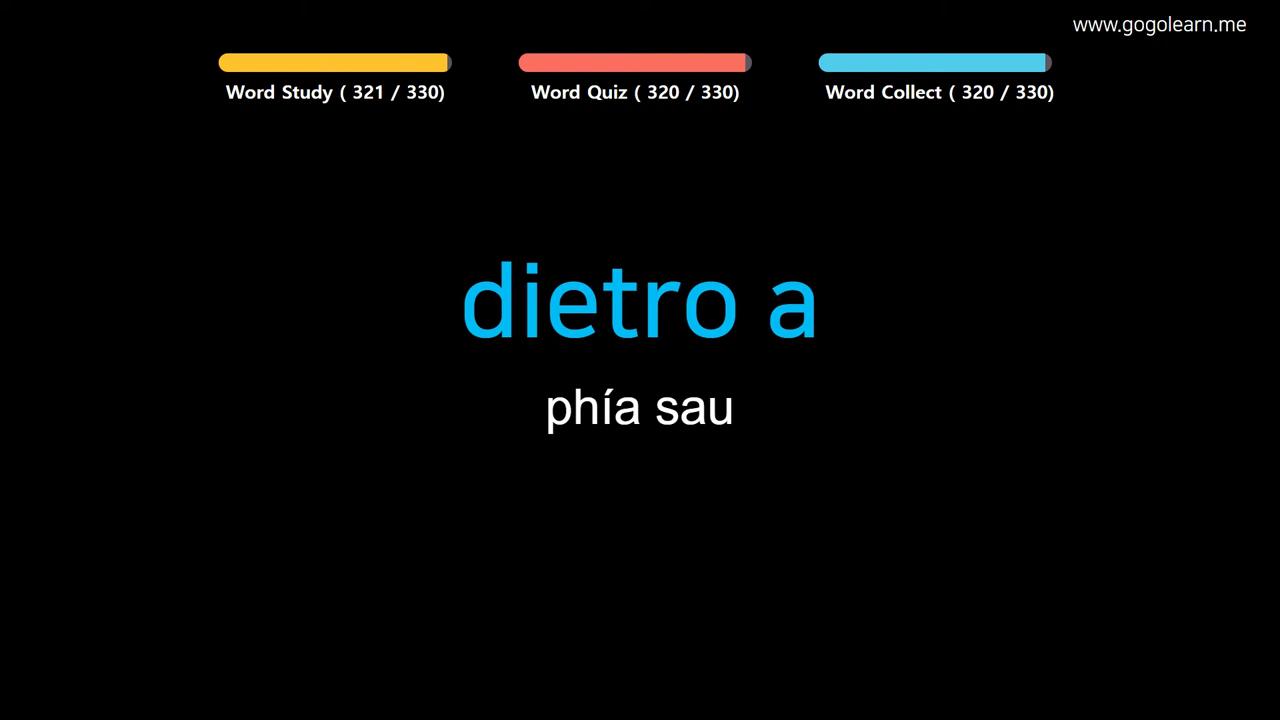 www.gogolearn.me
Word Study ( 321 / 330)
Word Quiz ( 320 / 330)
Word Collect ( 320 / 330)
dietro a
phía sau